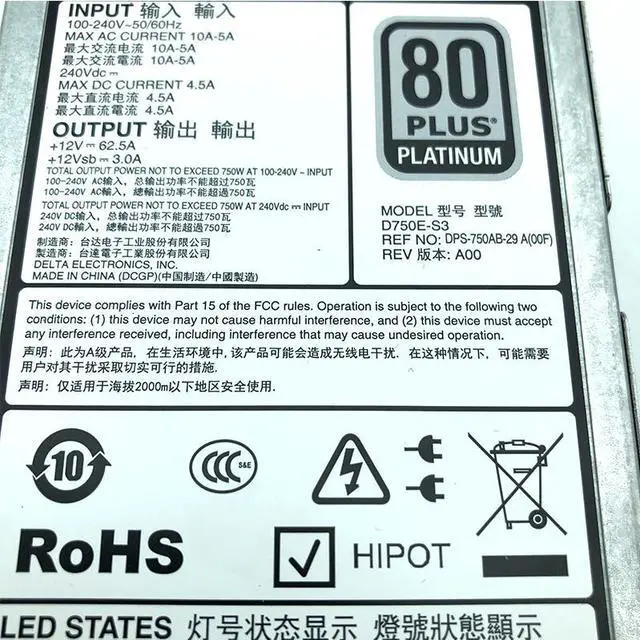 INPUT 输入 輸入
100-240V~50/60Hz
MAX AC CURRENT 10A-5A
最大交流电流 10A-5A
最大交流電流 10A-5A
240Vdc ⎓
MAX DC CURRENT 4.5A
最大直流电流 4.5A
最大直流電流 4.5A
OUTPUT 输出 輸出
+12V ⎓ 62.5A
+12Vsb ⎓ 3.0A
TOTAL OUTPUT POWER NOT TO EXCEED 750W AT 100-240V ~ INPUT
100-240V AC输入，总输出功率不能超过750瓦
100-240V AC輸入，總輸出功率不能超過750瓦
TOTAL OUTPUT POWER NOT TO EXCEED 750W AT 240Vdc ⎓ INPUT
240V DC输入，总输出功率不能超过750瓦
240V DC輸入，總輸出功率不能超過750瓦
制造商：台达电子工业股份有限公司
製造商：台達電子工業股份有限公司
DELTA ELECTRONICS, INC.
MADE IN CHINA (DCGP)(中国制造/中國製造)
80
PLUS®
PLATINUM
MODEL 型号 型號
D750E-S3
REF NO: DPS-750AB-29 A(00F)
REV 版本: A00
This device complies with Part 15 of the FCC rules. Operation is subject to the following two
conditions: (1) this device may not cause harmful interference, and (2) this device must accept
any interference received, including interference that may cause undesired operation.
声明：此为A级产品，在生活环境中,该产品可能会造成无线电干扰．在这种情况下，可能需要
用户对其干扰采取切实可行的措施.
声明：仅适用于海拔2000m以下地区安全使用.
10
CCC S&E
RoHS
HIPOT
LED STATES 灯号状态显示 燈號狀態顯示